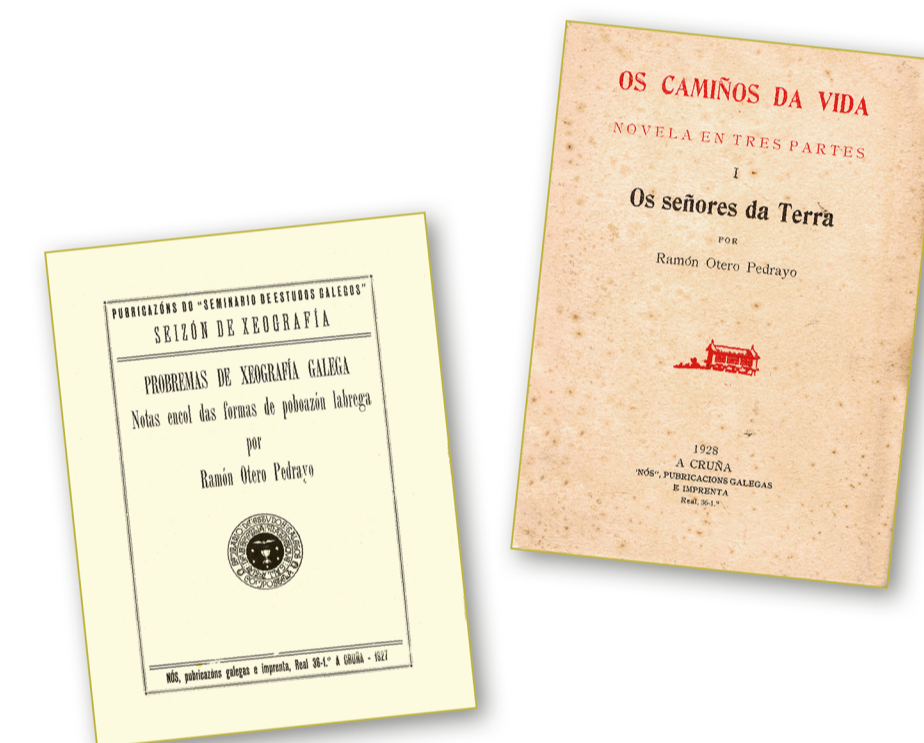 PUBRICAZÓNS DO "SEMINARIO DE ESTUDOS GALEGOS"
SEIZÓN DE XEOGRAFÍA
PROBREMAS DE XEOGRAFÍA GALEGA
Notas encol das formas de poboazón labrega
por
Ramón Otero Pedrayo
NÓS, pubricazóns galegas e imprenta, Real 36-1.° A CRUÑA - 1927
OS CAMIÑOS DA VIDA
NOVELA EN TRES PARTES
I
Os señores da Terra
POR
Ramón Otero Pedrayo
1928
A CRUÑA
"NÓS", PUBRICACIONS GALEGAS
E IMPRENTA
Real, 36-1.°